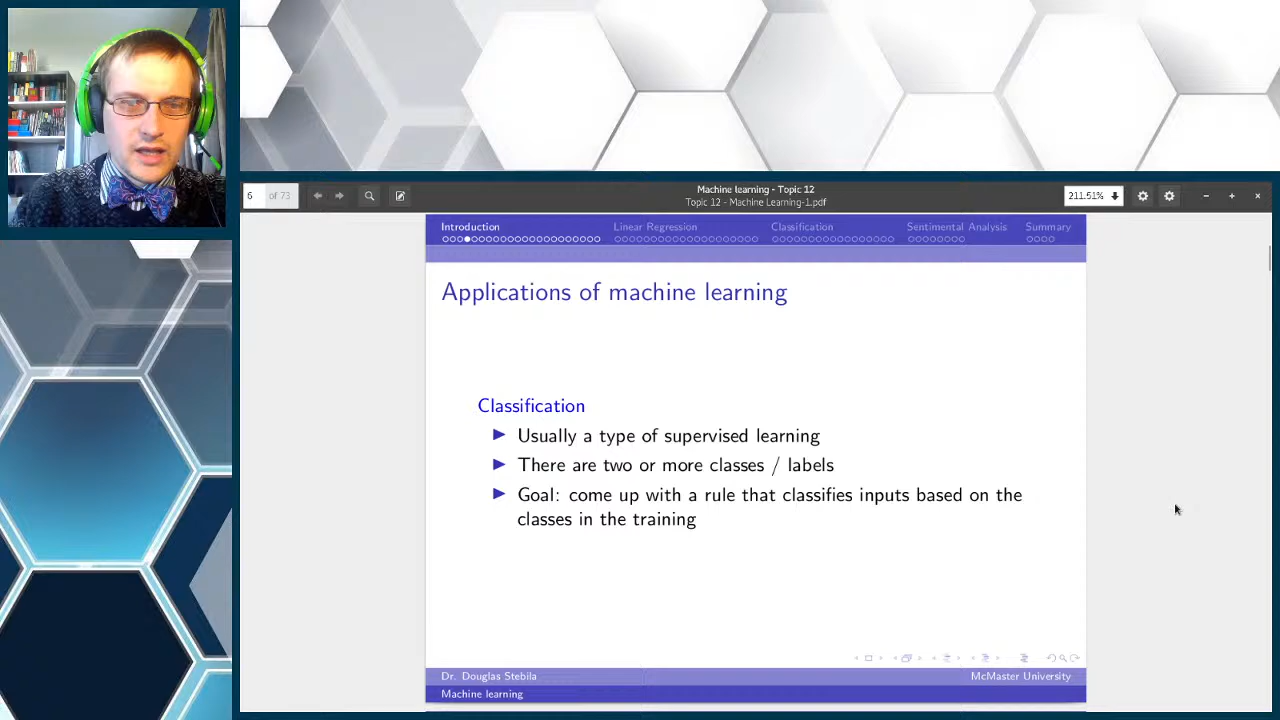 6 of 73
Machine learning - Topic 12
Topic 12 - Machine Learning-1.pdf
211.51%
Introduction Linear Regression Classification Sentimental Analysis Summary
Applications of machine learning
Classification
Usually a type of supervised learning
There are two or more classes / labels
Goal: come up with a rule that classifies inputs based on the
classes in the training
Dr. Douglas Stebila McMaster University
Machine learning